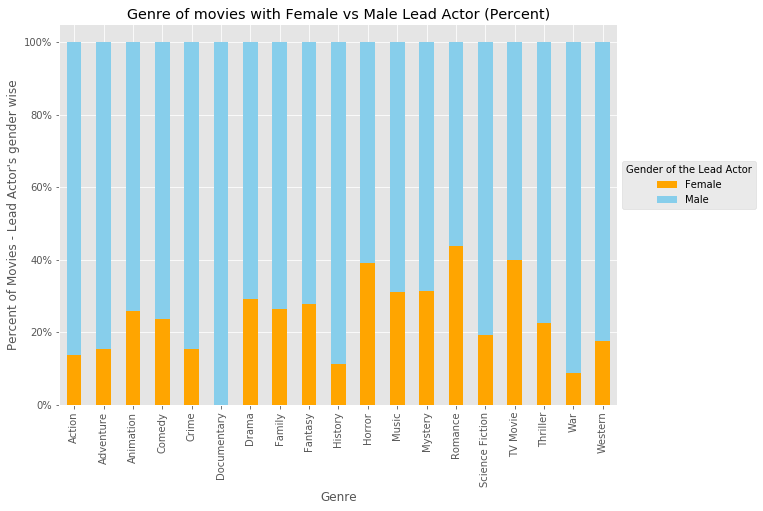 Genre of movies with Female vs Male Lead Actor (Percent)
Percent of Movies - Lead Actor's gender wise
100%
80%
60%
40%
20%
0%
Action
Adventure
Animation
Comedy
Crime
Documentary
Drama
Family
Fantasy
History
Horror
Music
Mystery
Romance
Science Fiction
TV Movie
Thriller
War
Western
Genre
Gender of the Lead Actor
Female
Male